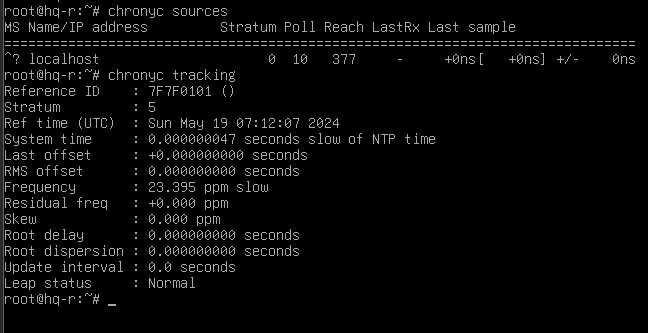 root@hq-r:~# chronyc sources
MS Name/IP address         Stratum Poll Reach LastRx Last sample
===============================================================================
^? localhost                     0  10   377     -     +0ns[   +0ns] +/-    0ns
root@hq-r:~# chronyc tracking
Reference ID    : 7F7F0101 ()
Stratum         : 5
Ref time (UTC)  : Sun May 19 07:12:07 2024
System time     : 0.000000047 seconds slow of NTP time
Last offset     : +0.000000000 seconds
RMS offset      : 0.000000000 seconds
Frequency       : 23.395 ppm slow
Residual freq   : +0.000 ppm
Skew            : 0.000 ppm
Root delay      : 0.000000000 seconds
Root dispersion : 0.000000000 seconds
Update interval : 0.0 seconds
Leap status     : Normal
root@hq-r:~# _